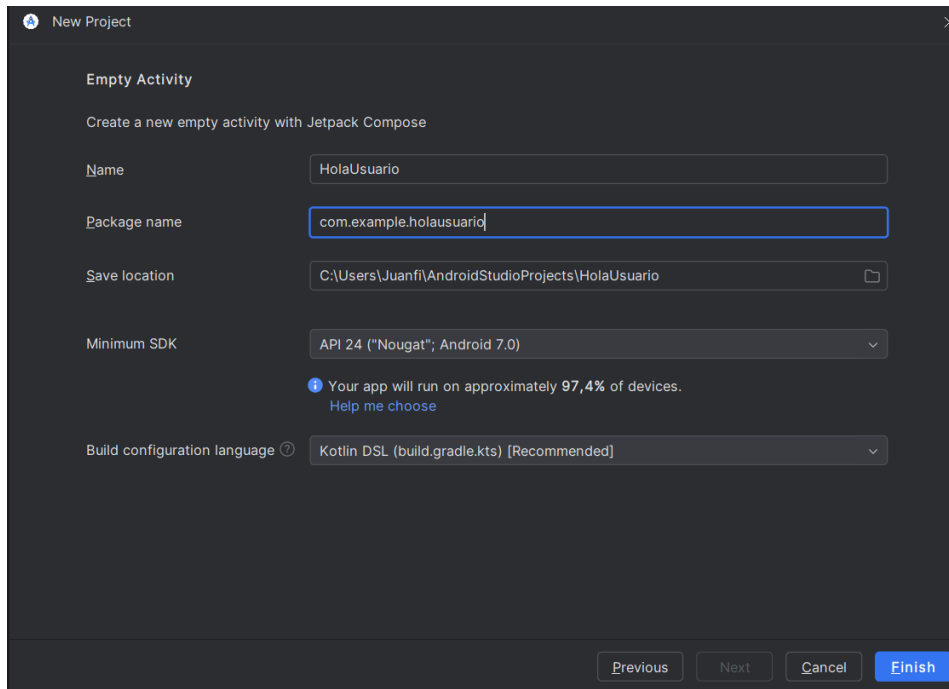 New Project
Empty Activity
Create a new empty activity with Jetpack Compose
Name
HolaUsuario
Package name
com.example.holausuario
Save location
C:\Users\Juanfi\AndroidStudioProjects\HolaUsuario
Minimum SDK
API 24 ("Nougat"; Android 7.0)
Your app will run on approximately 97,4% of devices.
Help me choose
Build configuration language
Kotlin DSL (build.gradle.kts) [Recommended]
Previous
Next
Cancel
Finish